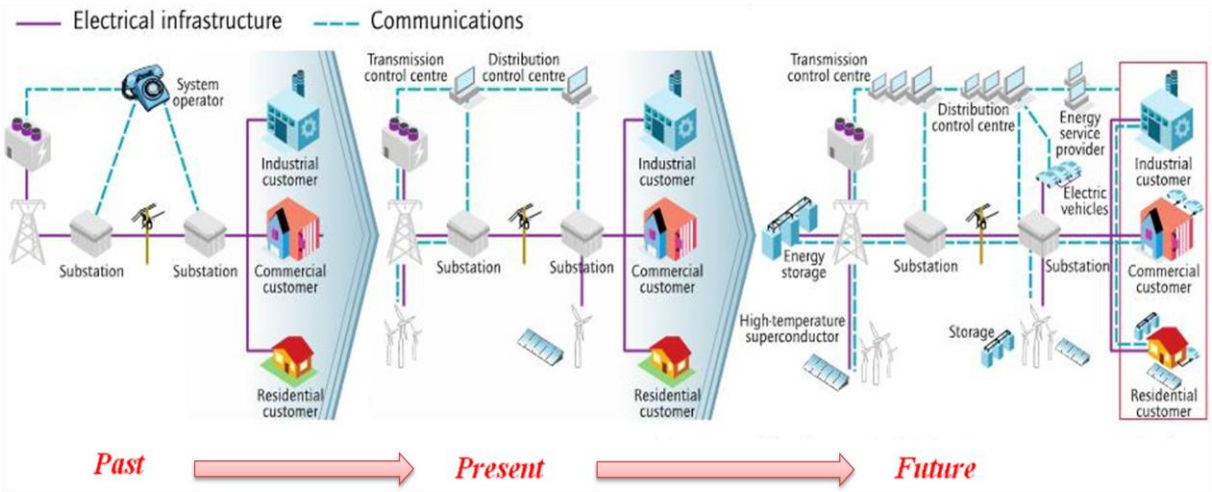 Electrical infrastructure
Communications
System
operator
Industrial
customer
Substation
Substation
Commercial
customer
Residential
customer
Transmission
control centre
Distribution
control centre
Industrial
customer
Substation
Substation
Commercial
customer
Residential
customer
Transmission
control centre
Distribution
control centre
Energy
service
provider
Industrial
customer
Electric
vehicles
Energy
storage
Substation
Substation
Commercial
customer
High-temperature
superconductor
Storage
Residential
customer
Past
Present
Future